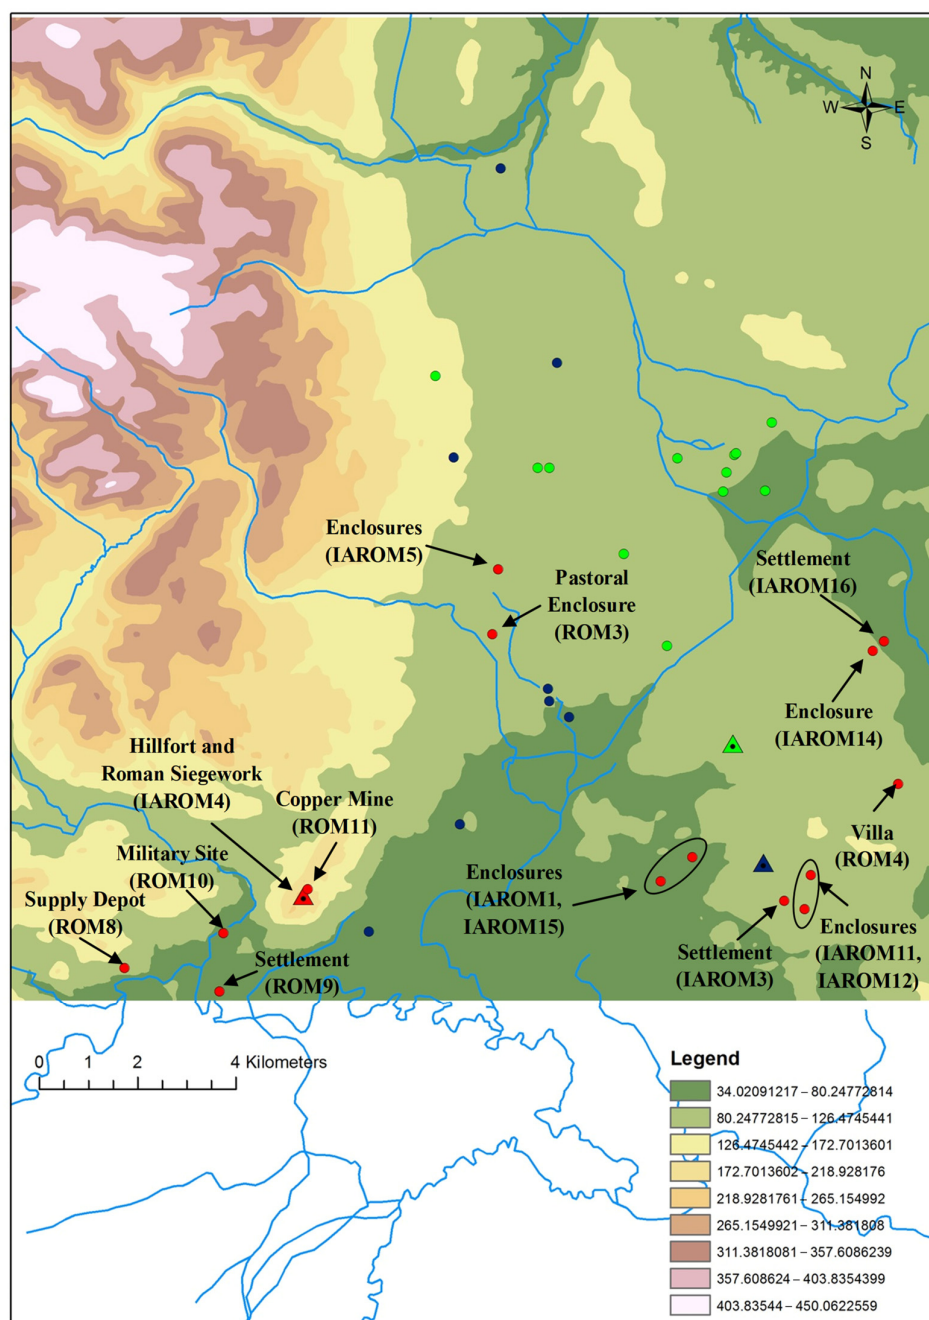 N
W E
S
Enclosures
(IAROM5)
Pastoral
Enclosure
(ROM3)
Settlement
(IAROM16)
Enclosure
(IAROM14)
Hillfort and
Roman Siegework
(IAROM4)
Copper Mine
(ROM11)
Military Site
(ROM10)
Supply Depot
(ROM8)
Settlement
(ROM9)
Enclosures
(IAROM1,
IAROM15)
Villa
(ROM4)
Settlement
(IAROM3)
Enclosures
(IAROM11,
IAROM12)
0 1 2 4 Kilometers
Legend
34.02091217 – 80.24772814
80.24772815 – 126.4745441
126.4745442 – 172.7013601
172.7013602 – 218.928176
218.9281761 – 265.154992
265.1549921 – 311.381808
311.3818081 – 357.6086239
357.608624 – 403.8354399
403.83544 – 450.0622559